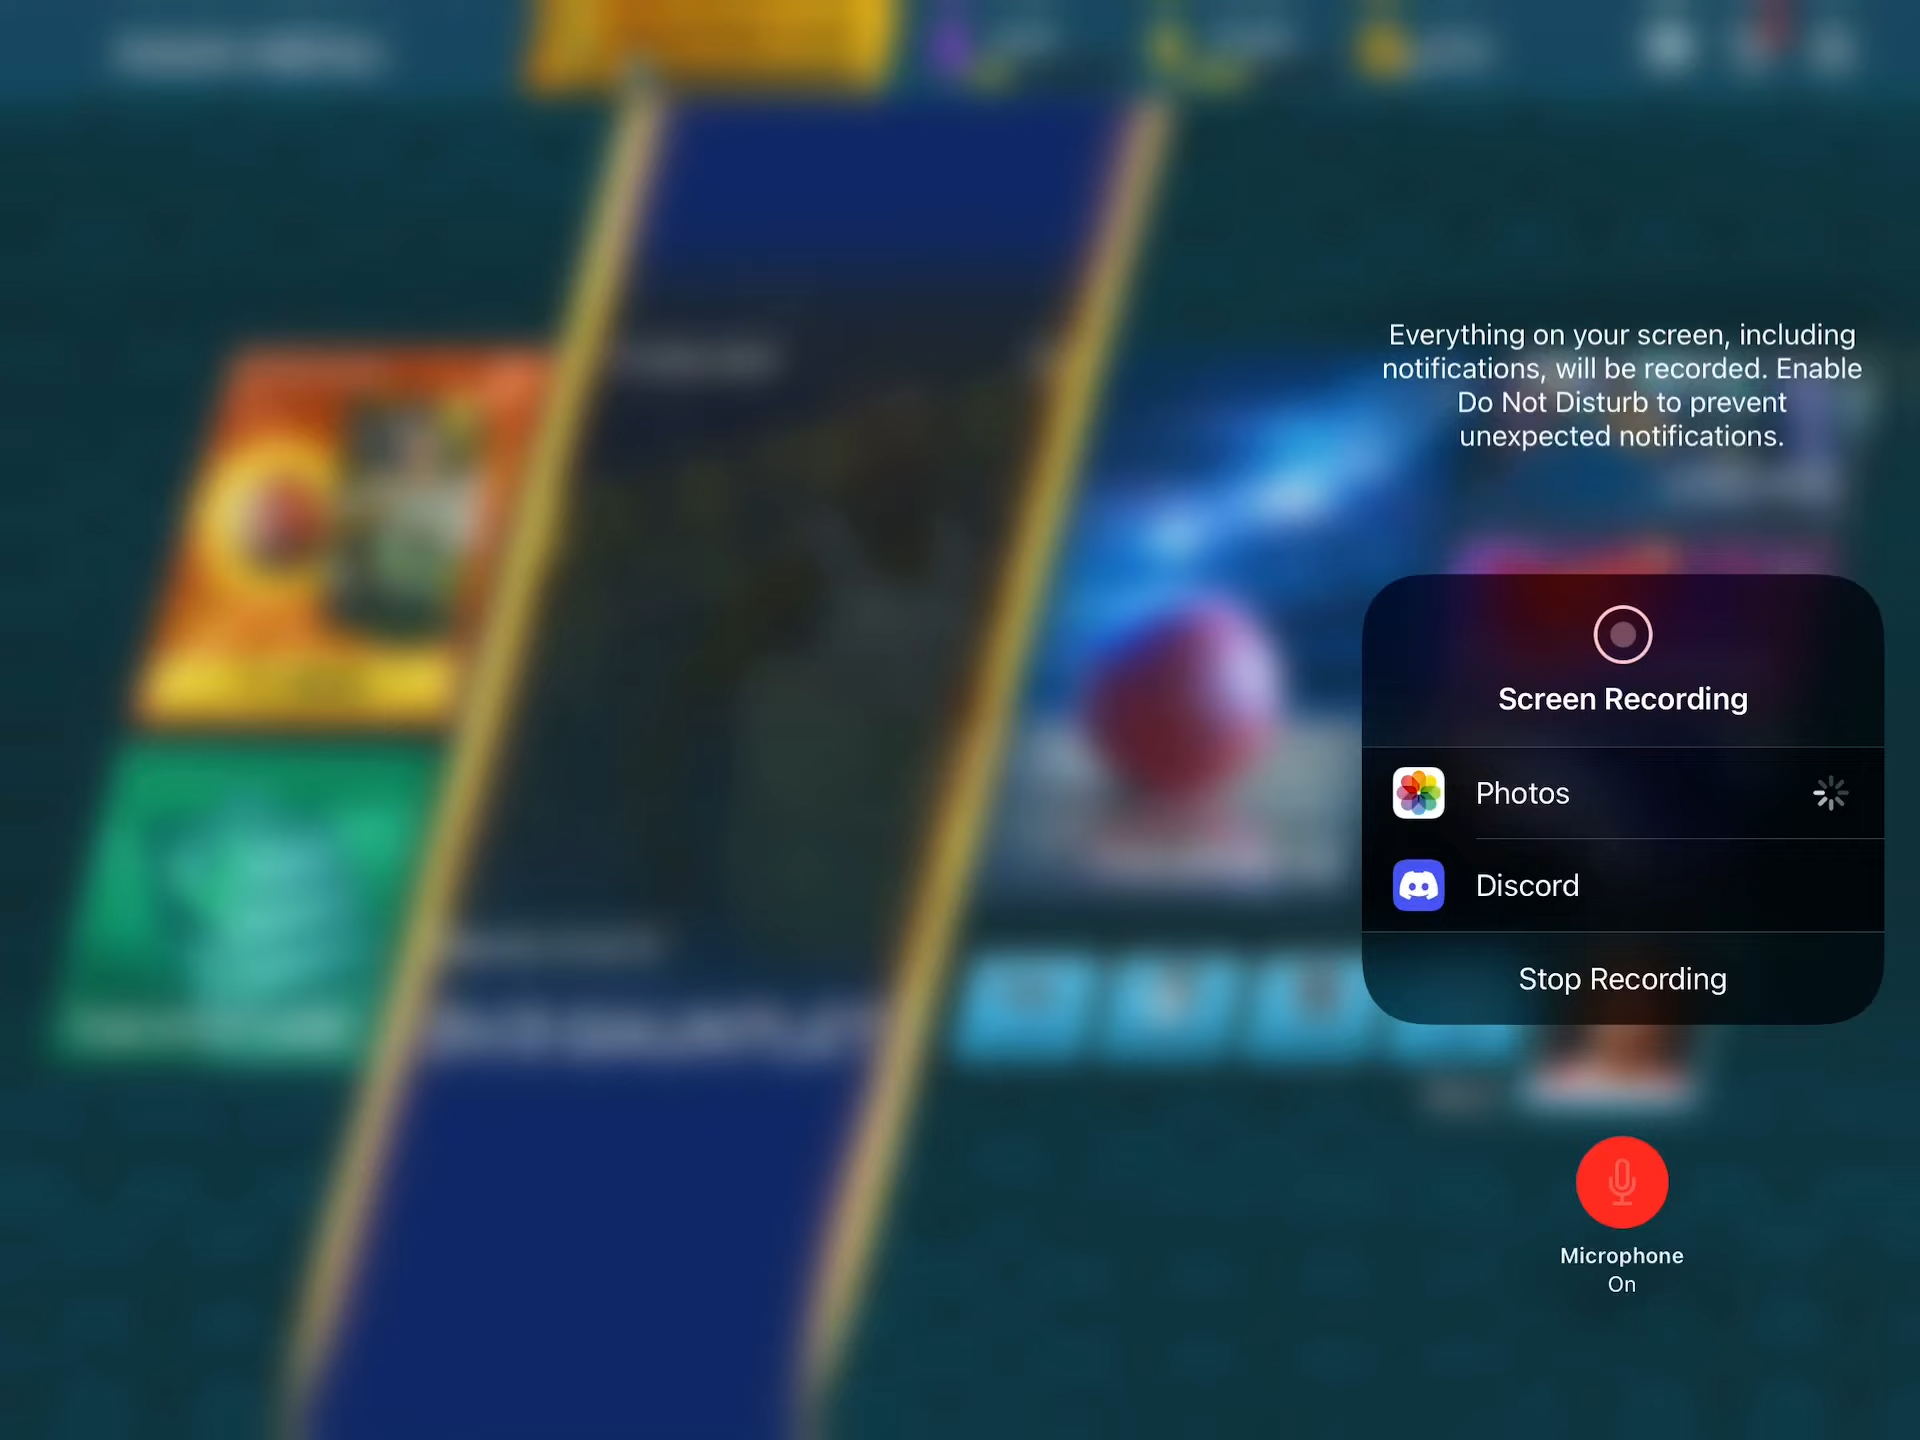 Everything on your screen, including
notifications, will be recorded. Enable
Do Not Disturb to prevent
unexpected notifications.
Screen Recording
Photos
Discord
Stop Recording
Microphone
On